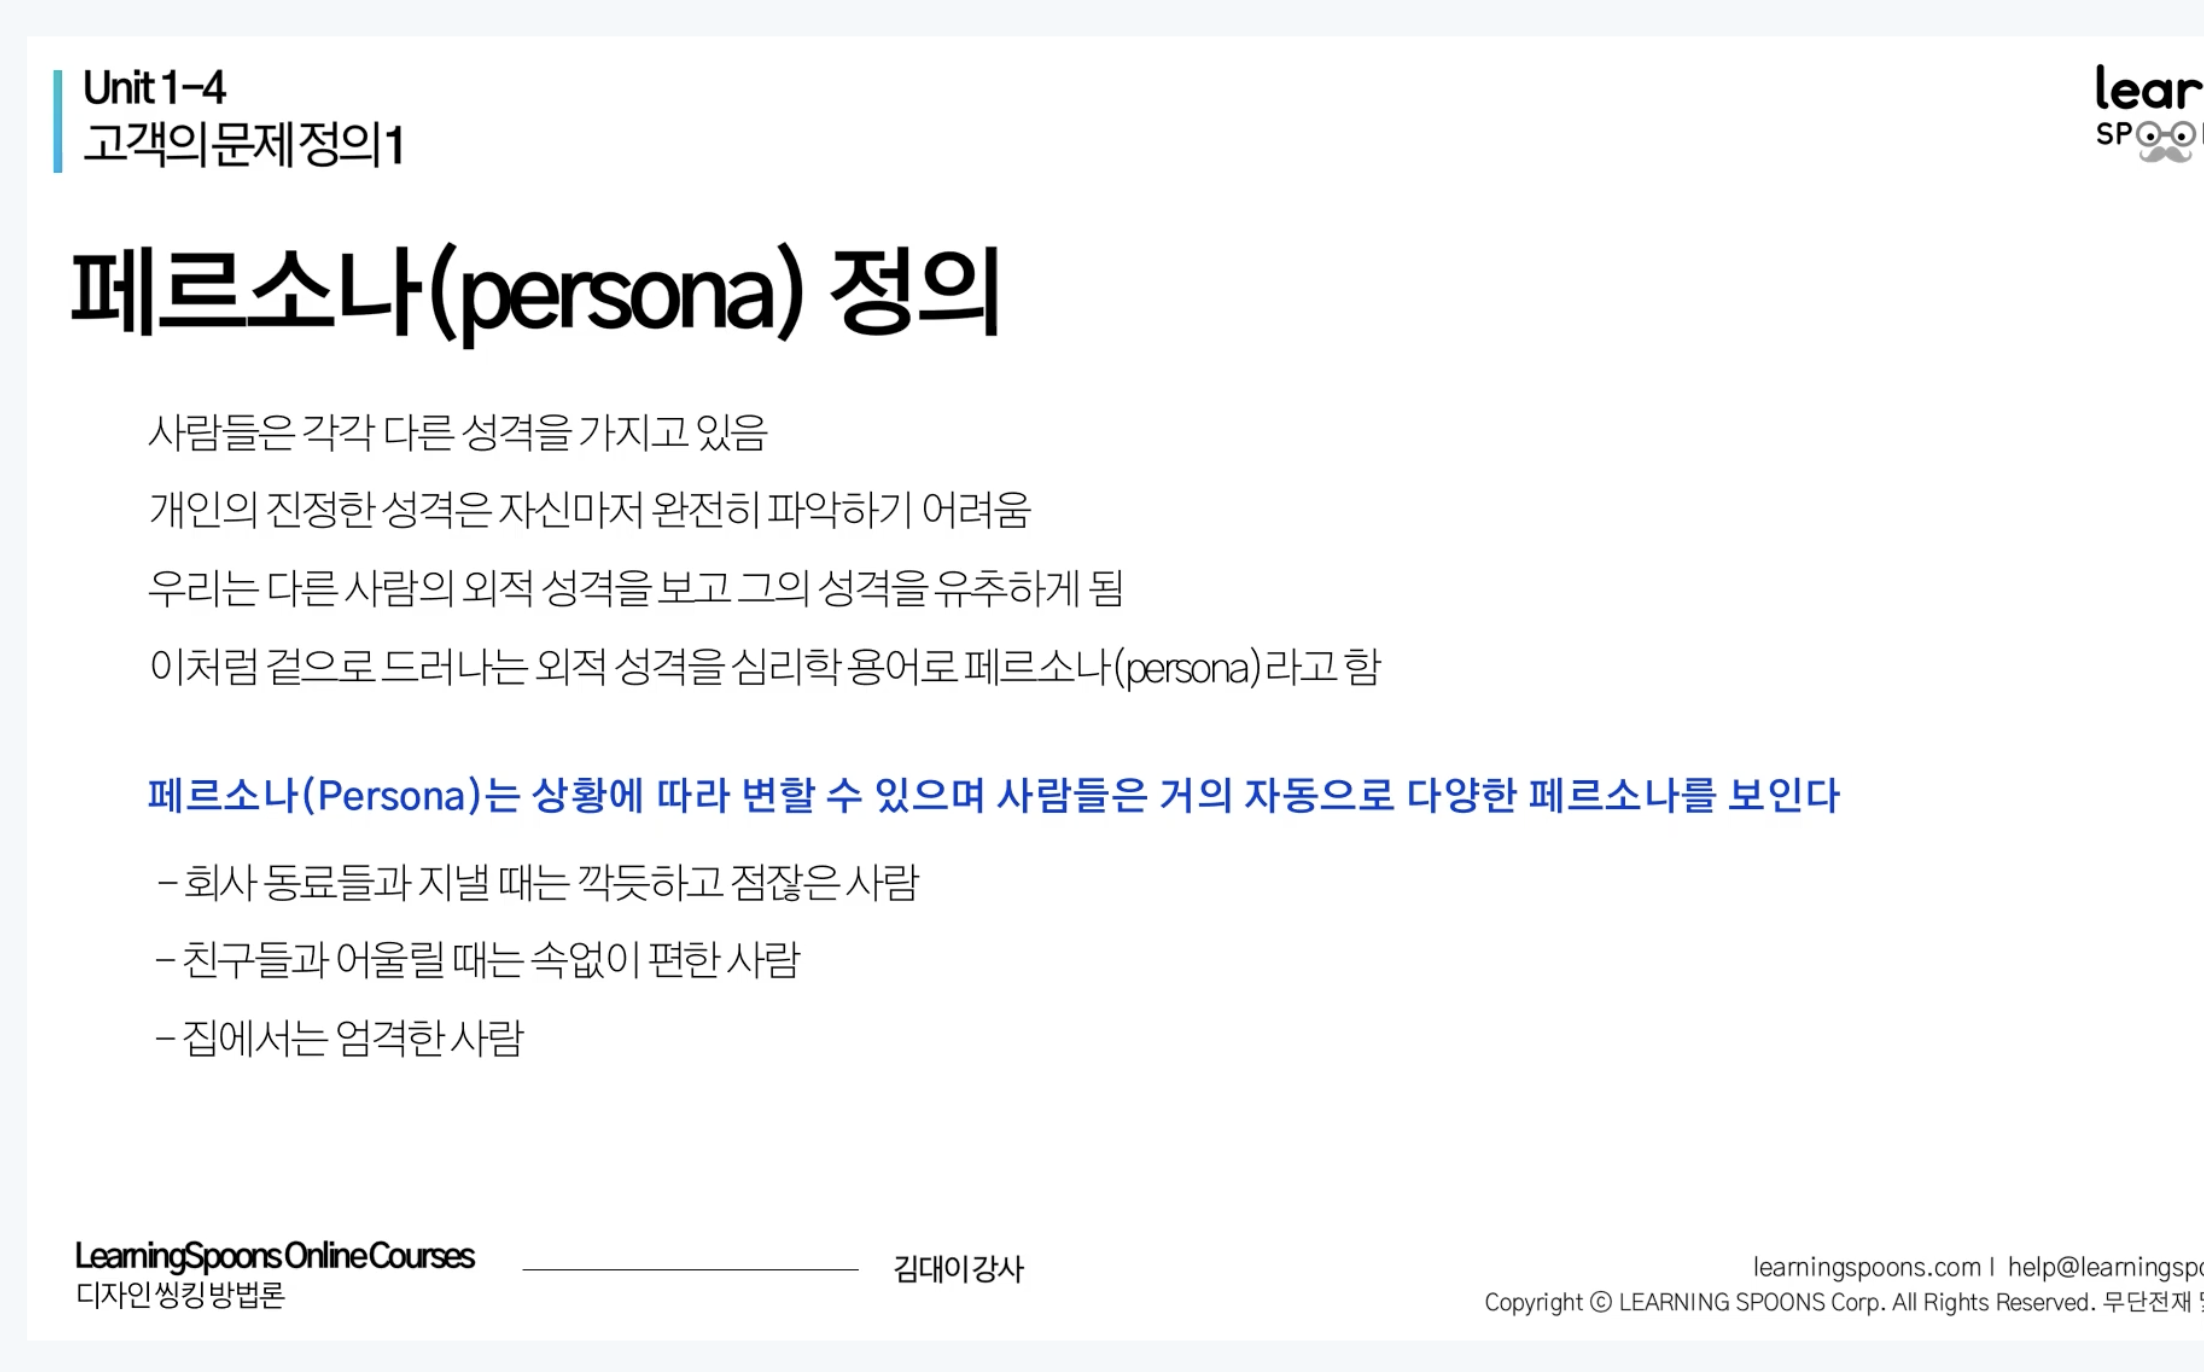 Unit 1-4
고객의 문제 정의1
lear
SP
페르소나(persona) 정의
사람들은 각각 다른 성격을 가지고 있음
개인의 진정한 성격은 자신마저 완전히 파악하기 어려움
우리는 다른 사람의 외적 성격을 보고 그의 성격을 유추하게 됨
이처럼 겉으로 드러나는 외적 성격을 심리학 용어로 페르소나(persona)라고 함
페르소나(Persona)는 상황에 따라 변할 수 있으며 사람들은 거의 자동으로 다양한 페르소나를 보인다
- 회사 동료들과 지낼 때는 깍듯하고 점잖은 사람
- 친구들과 어울릴 때는 속없이 편한 사람
- 집에서는 엄격한 사람
LearningSpoons Online Courses
디자인 씽킹 방법론
김대이 강사
learningspoons.com I help@learningspo
Copyright ⓒ LEARNING SPOONS Corp. All Rights Reserved. 무단전재